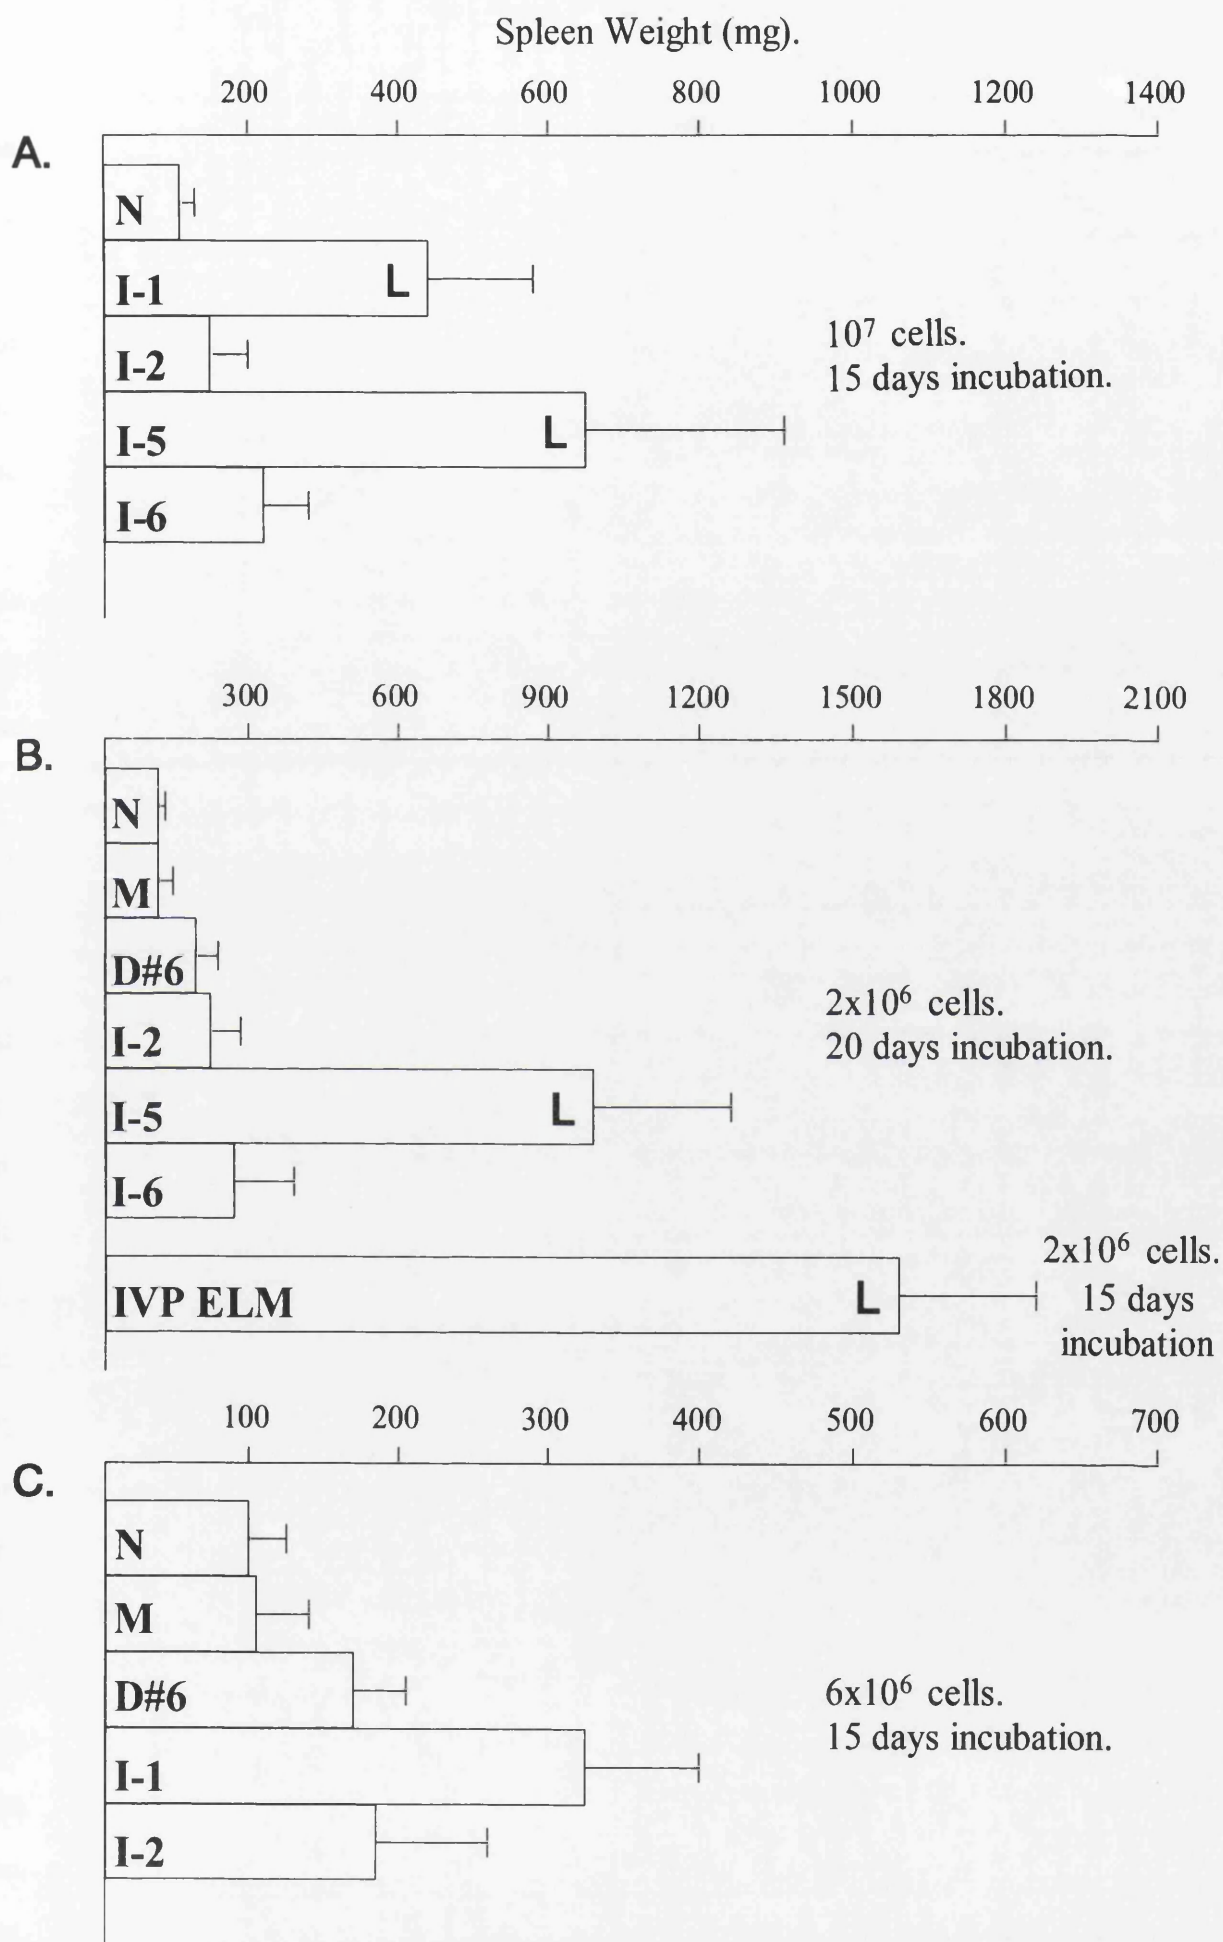 Spleen Weight (mg).
200 400 600 800 1000 1200 1400
A.
N
I-1 L
I-2
10⁷ cells.
15 days incubation.
I-5 L
I-6
300 600 900 1200 1500 1800 2100
B.
N
M
D#6
I-2
2x10⁶ cells.
20 days incubation.
I-5 L
I-6
IVP ELM L
2x10⁶ cells.
15 days
incubation
100 200 300 400 500 600 700
C.
N
M
D#6
6x10⁶ cells.
15 days incubation.
I-1
I-2